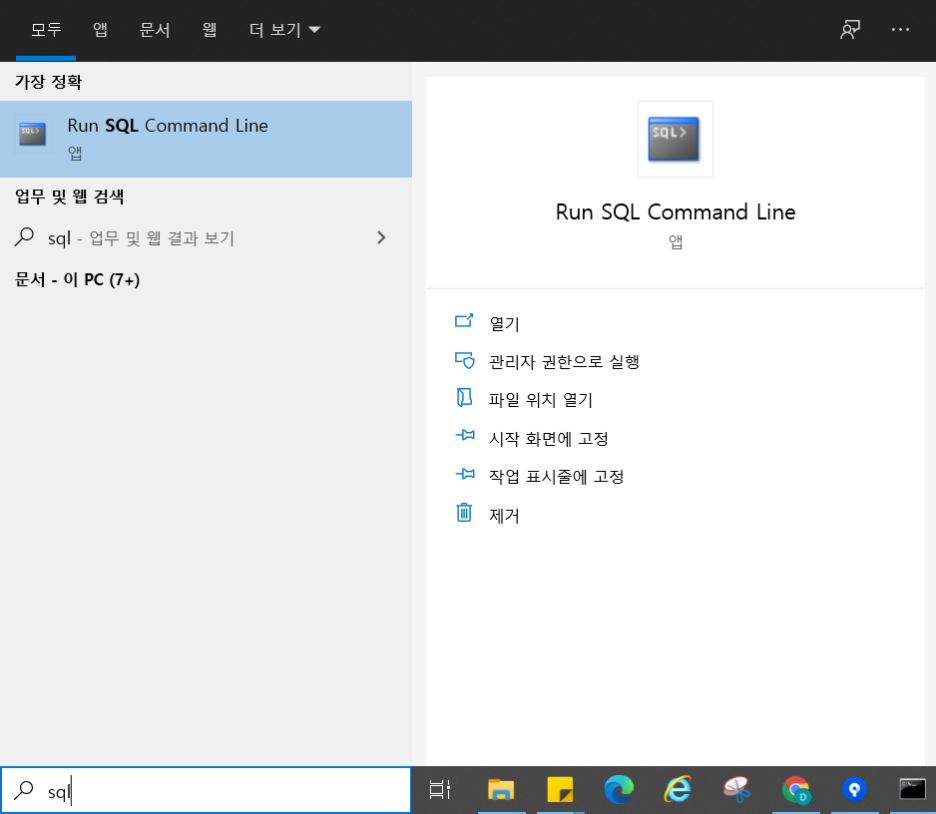 모두 앱 문서 웹 더 보기
가장 정확
Run SQL Command Line
앱
업무 및 웹 검색
sql - 업무 및 웹 결과 보기
문서 - 이 PC (7+)
SQL>
SQL>
Run SQL Command Line
앱
열기
관리자 권한으로 실행
파일 위치 열기
시작 화면에 고정
작업 표시줄에 고정
제거
sql
D